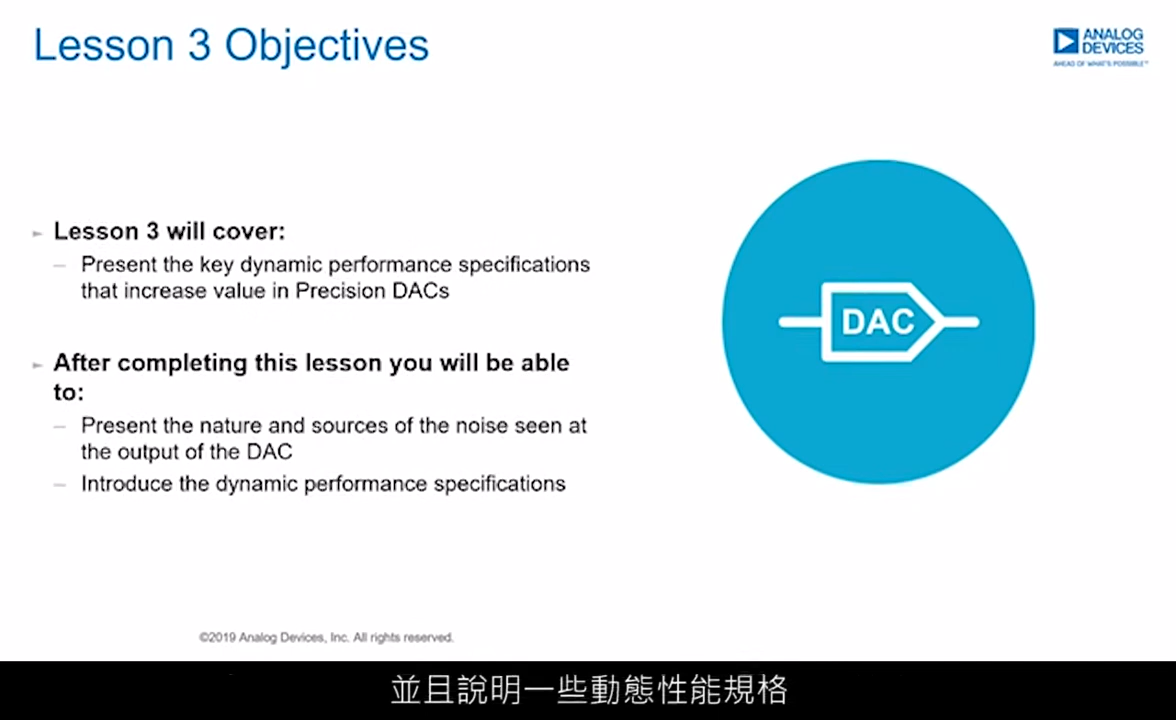 Lesson 3 Objectives
ANALOG
DEVICES
AHEAD OF WHAT'S POSSIBLE™
Lesson 3 will cover:
Present the key dynamic performance specifications
that increase value in Precision DACs
After completing this lesson you will be able
to:
Present the nature and sources of the noise seen at
the output of the DAC
Introduce the dynamic performance specifications
DAC
©2019 Analog Devices, Inc. All rights reserved.
並且說明一些動態性能規格